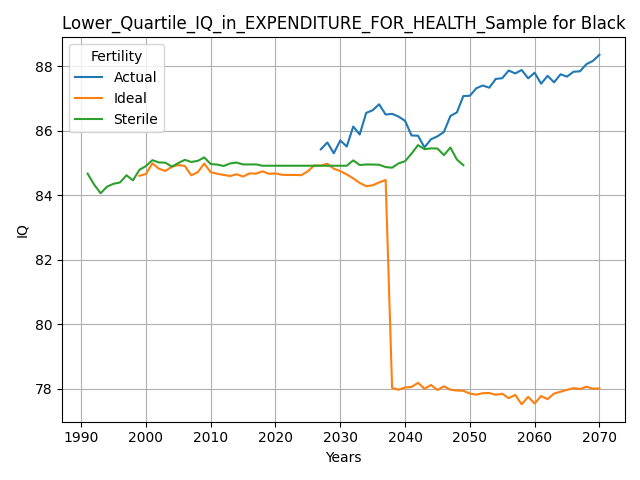 Lower_Quartile_IQ_in_EXPENDITURE_FOR_HEALTH_Sample for Black
Fertility
Actual
Ideal
Sterile
IQ
88
86
84
82
80
78
1990 2000 2010 2020 2030 2040 2050 2060 2070
Years